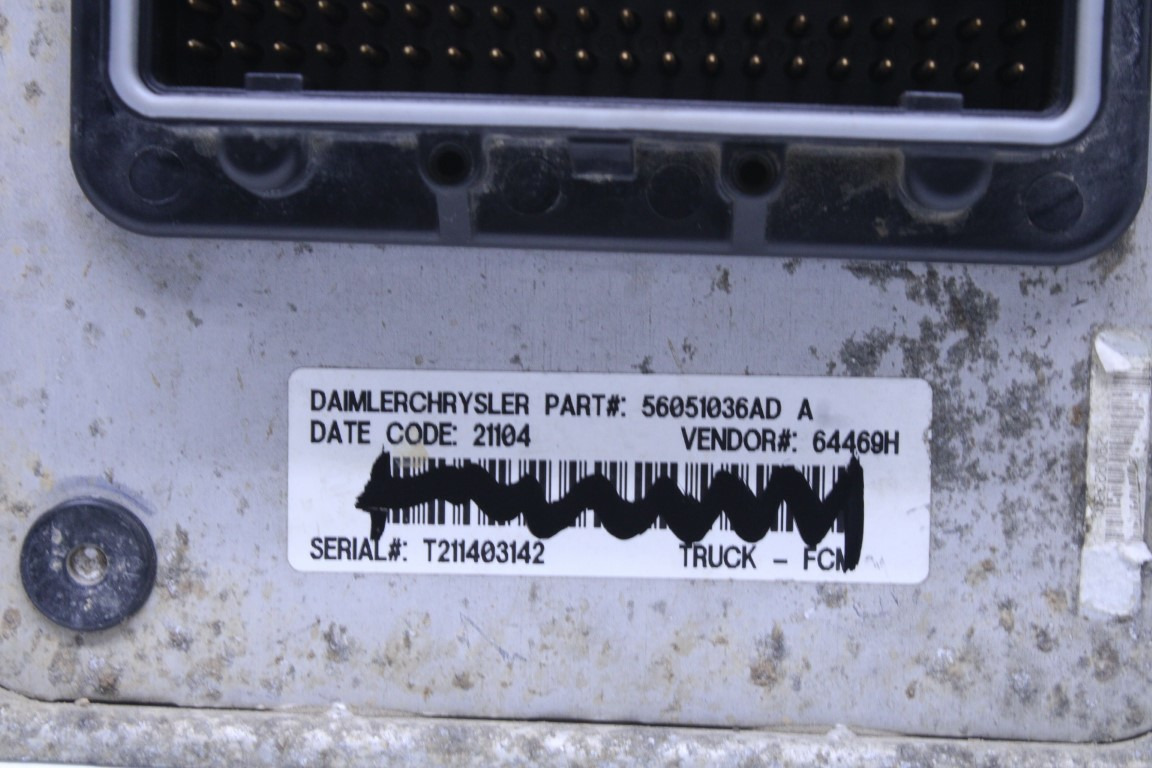 DAIMLERCHRYSLER PART#: 56051036AD A
DATE CODE: 21104 VENDOR#: 64469H
SERIAL#: T211403142 TRUCK - FCM